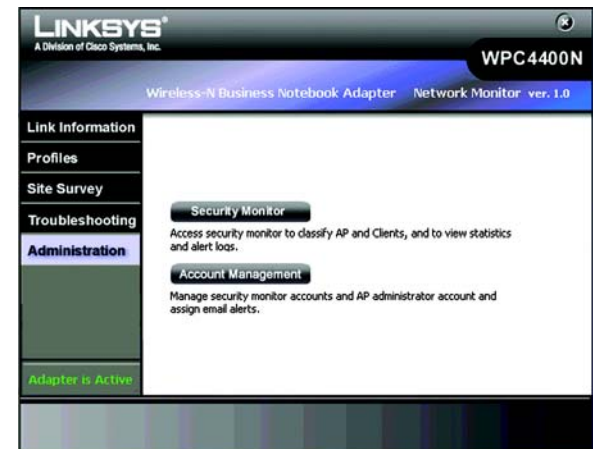 LINKSYS®
A Division of Cisco Systems, Inc.
WPC4400N
Wireless-N Business Notebook Adapter Network Monitor ver. 1.0
Link Information
Profiles
Site Survey
Troubleshooting
Administration
Security Monitor
Access security monitor to classify AP and Clients, and to view statistics
and alert logs.
Account Management
Manage security monitor accounts and AP administrator account and
assign email alerts.
Adapter is Active